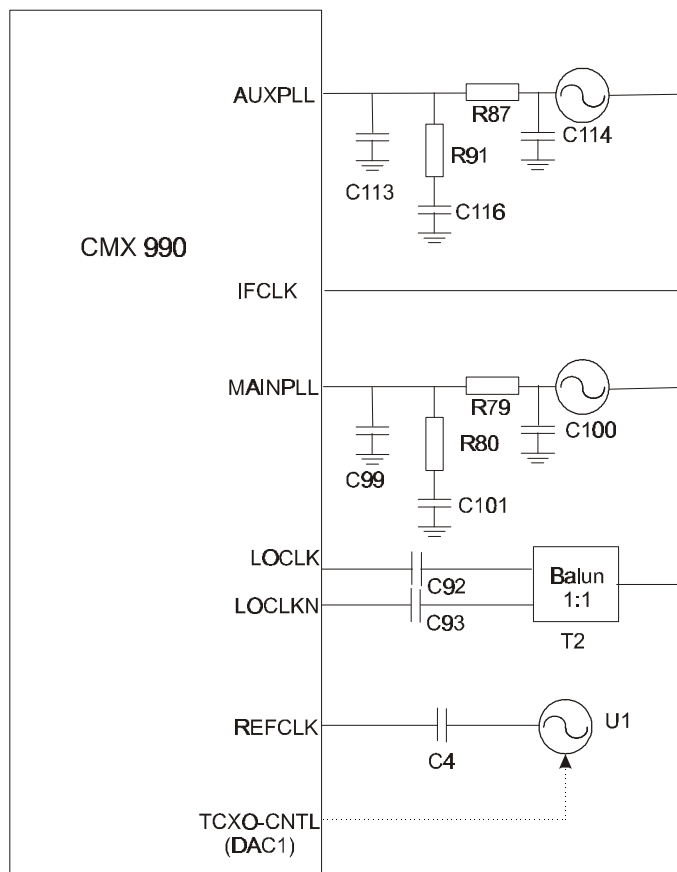 AUXPLL
R87
C114
R91
C113
C116
CMX 990
IFCLK
MAINPLL
R79
C100
R80
C99
C101
LOCLK
C92
Balun
1:1
LOCLKN
C93
T2
REFCLK
U1
C4
TCXO-CNTL
(DAC1)